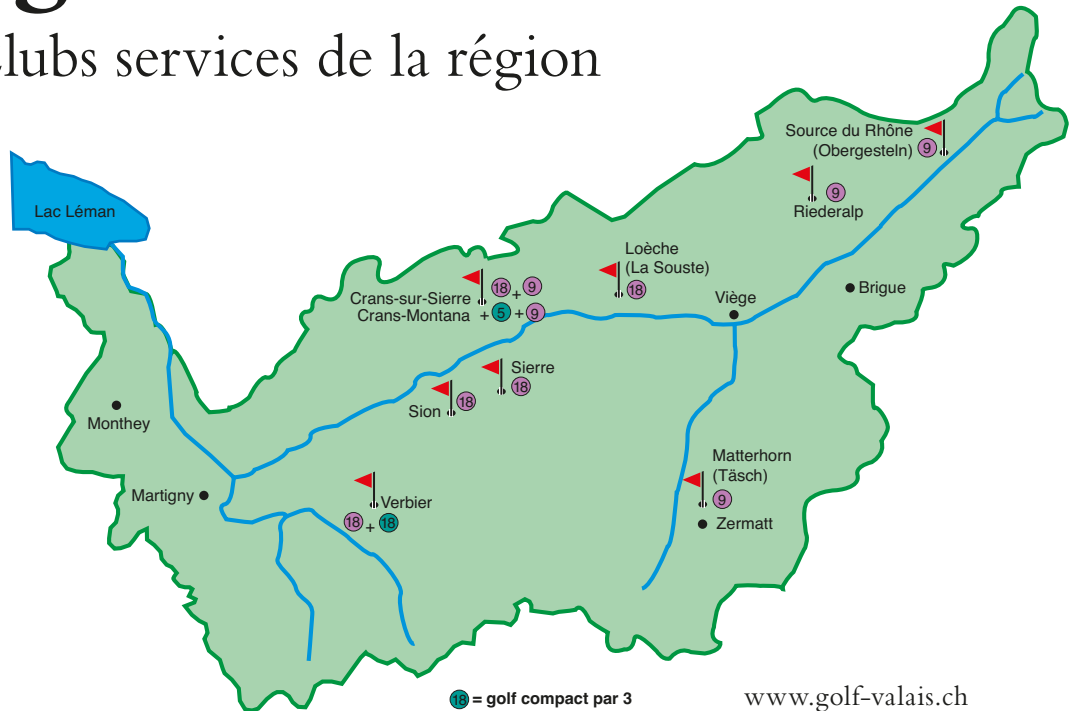 lubs services de la région
Source du Rhône
(Obergesteln) 9
9
Riederalp
Lac Léman
Loèche
(La Souste)
18
Crans-sur-Sierre 18 + 9
Crans-Montana + 5 + 9
Viège
Brigue
Sierre
18
Sion 18
Monthey
Matterhorn
(Täsch)
9
Zermatt
Martigny
Verbier
18 + 18
18 = golf compact par 3
www.golf-valais.ch